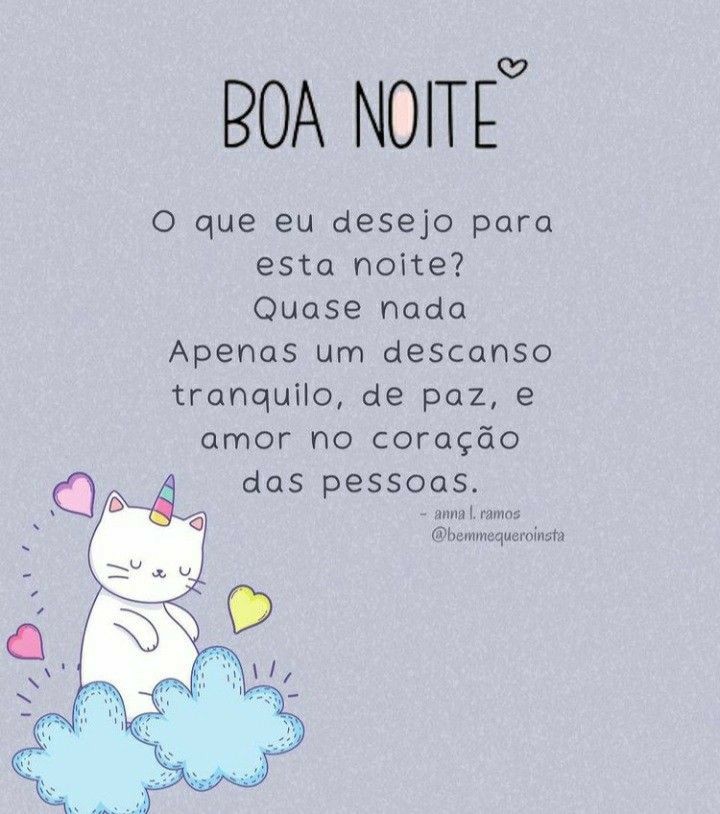 BOA NOITE
O que eu desejo para
esta noite?
Quase nada
Apenas um descanso
tranquilo, de paz, e
amor no coração
das pessoas.
- anna l. ramos
@bemmequeroinsta